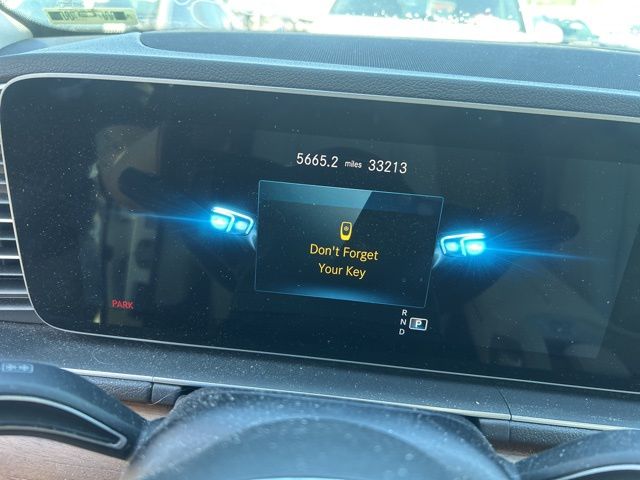 5665.2 miles 33213
Don't Forget
Your Key
PARK
R
N P
D